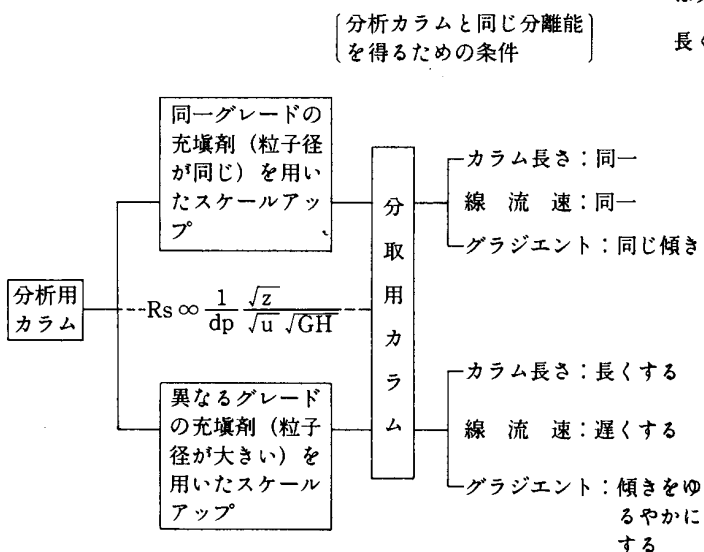 分析カラムと同じ分離能
を得るための条件
長く
同一グレードの
充塡剤（粒子径
が同じ）を用い
たスケールアッ
プ
分析用
カラム
Rs ∞ 1/dp √z/(√u √GH)
異なるグレード
の充塡剤（粒子
径が大きい）を
用いたスケール
アップ
分取用カラム
カラム長さ：同一
線流速：同一
グラジエント：同じ傾き
カラム長さ：長くする
線流速：遅くする
グラジエント：傾きをゆ
るやかに
する